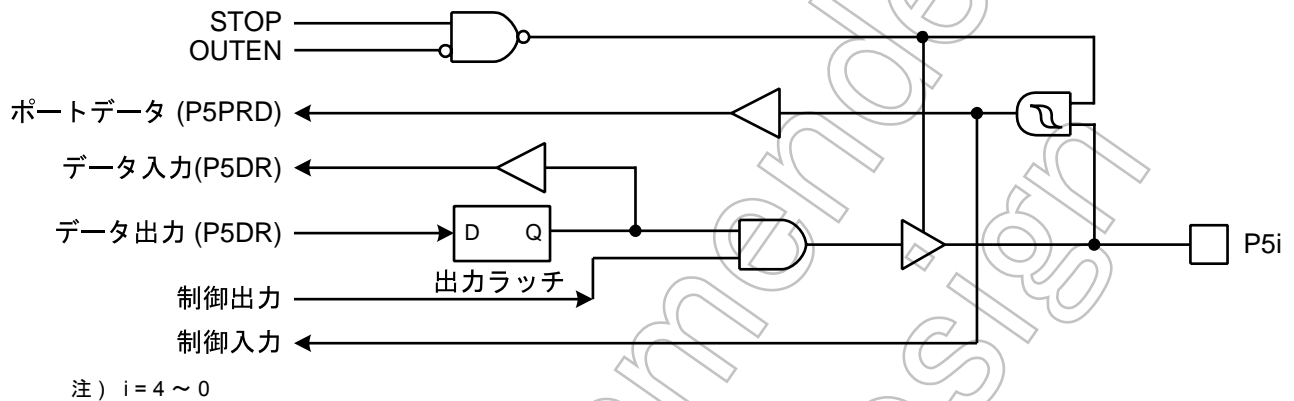 STOP
OUTEN
ポートデータ (P5PRD)
データ入力(P5DR)
データ出力 (P5DR)
D Q
出力ラッチ
P5i
制御出力
制御入力
注 ) i = 4 ～ 0